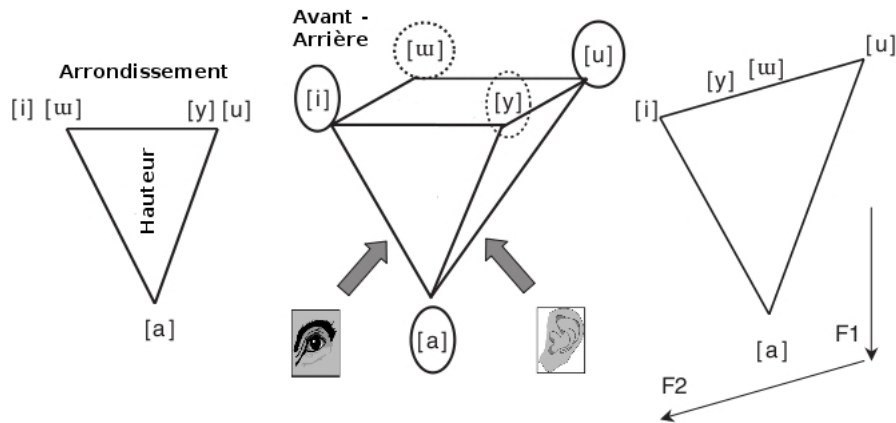 Arrondissement
[i] [ɯ] [y] [u]
Hauteur
[a]
Avant -
Arrière
[ɯ]
[u]
[i]
[y]
[a]
[u]
[ɯ]
[y]
[i]
[a]
F1
F2